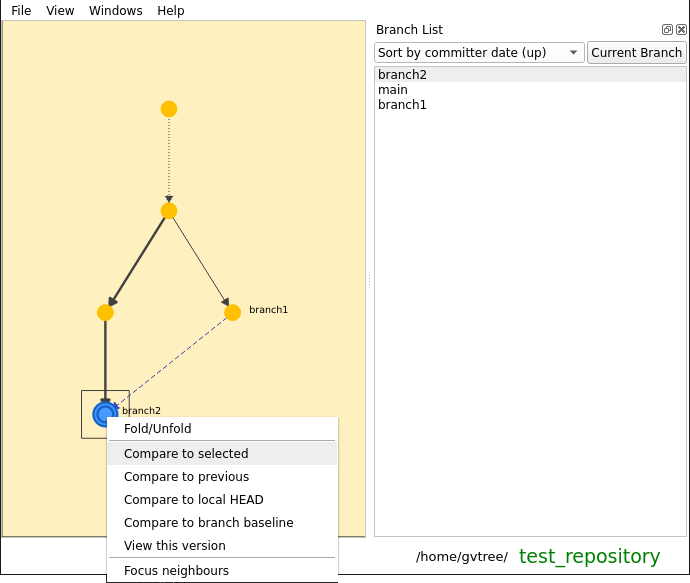 File View Windows Help
Branch List
Sort by committer date (up) Current Branch
branch2
main
branch1
branch1
branch2
Fold/Unfold
Compare to selected
Compare to previous
Compare to local HEAD
Compare to branch baseline
View this version
Focus neighbours
/home/gvtree/ test_repository